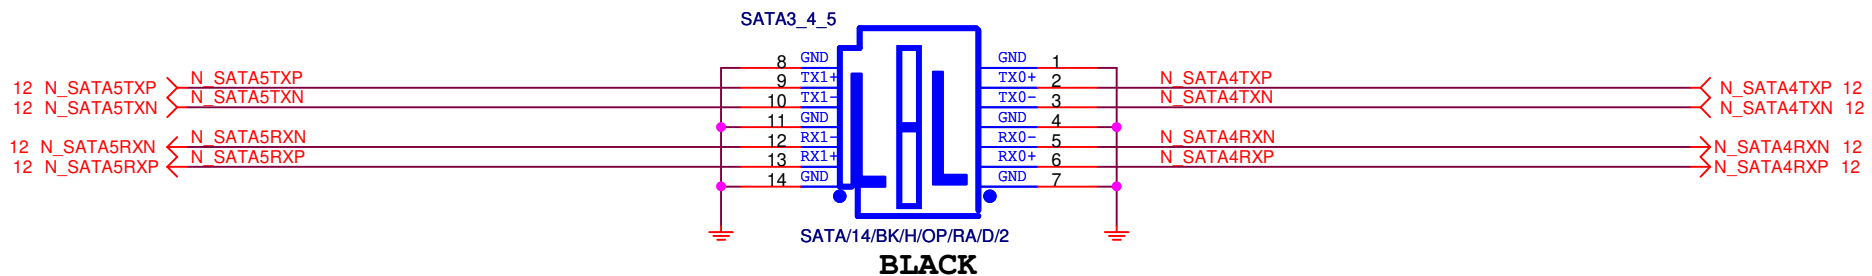 SATA3_4_5
8 GND GND 1
12 N_SATA5TXP N_SATA5TXP 9 TX1+ TX0+ 2 N_SATA4TXP N_SATA4TXP 12
12 N_SATA5TXN N_SATA5TXN 10 TX1- TX0- 3 N_SATA4TXN N_SATA4TXN 12
11 GND GND 4
12 N_SATA5RXN N_SATA5RXN 12 RX1- RX0- 5 N_SATA4RXN N_SATA4RXN 12
12 N_SATA5RXP N_SATA5RXP 13 RX1+ RX0+ 6 N_SATA4RXP N_SATA4RXP 12
14 GND GND 7
SATA/14/BK/H/OP/RA/D/2
BLACK